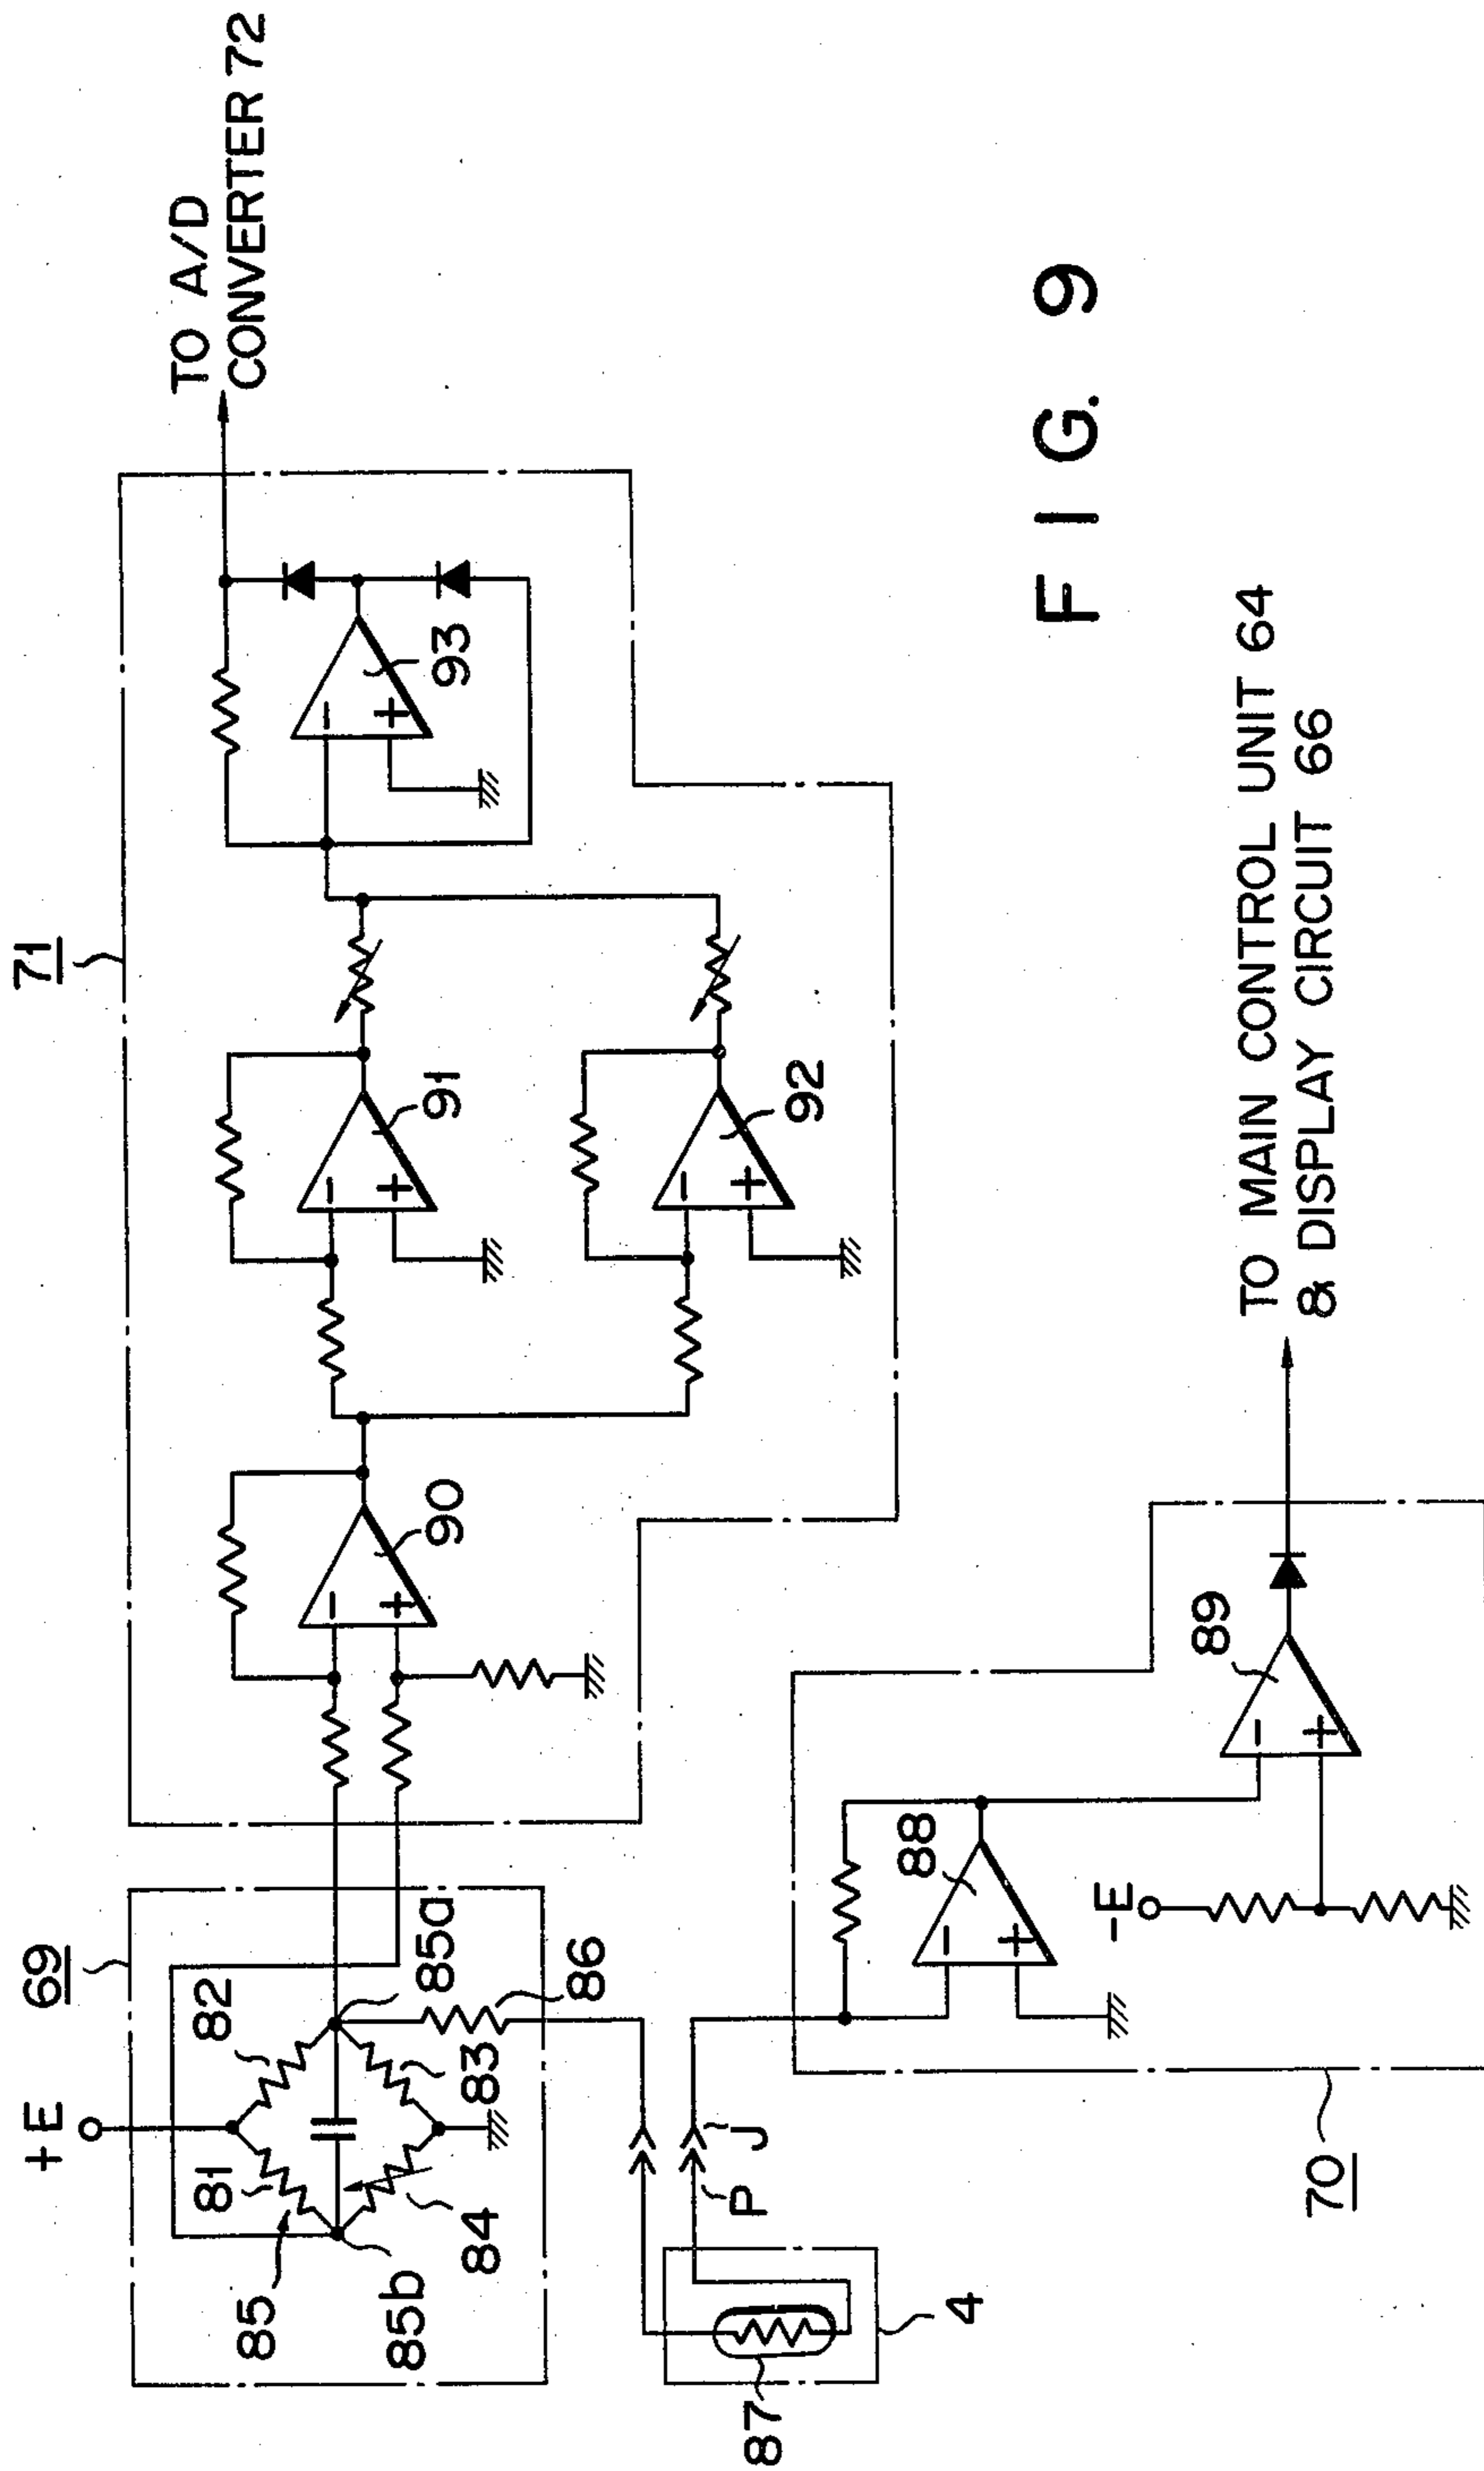 69
+E
82
81
85
85b
84
83
85a
86
71
90
91
92
93
TO A/D
CONVERTER 72
87
4
P
J
88
-E
89
70
TO MAIN CONTROL UNIT 64
& DISPLAY CIRCUIT 66
FIG. 9